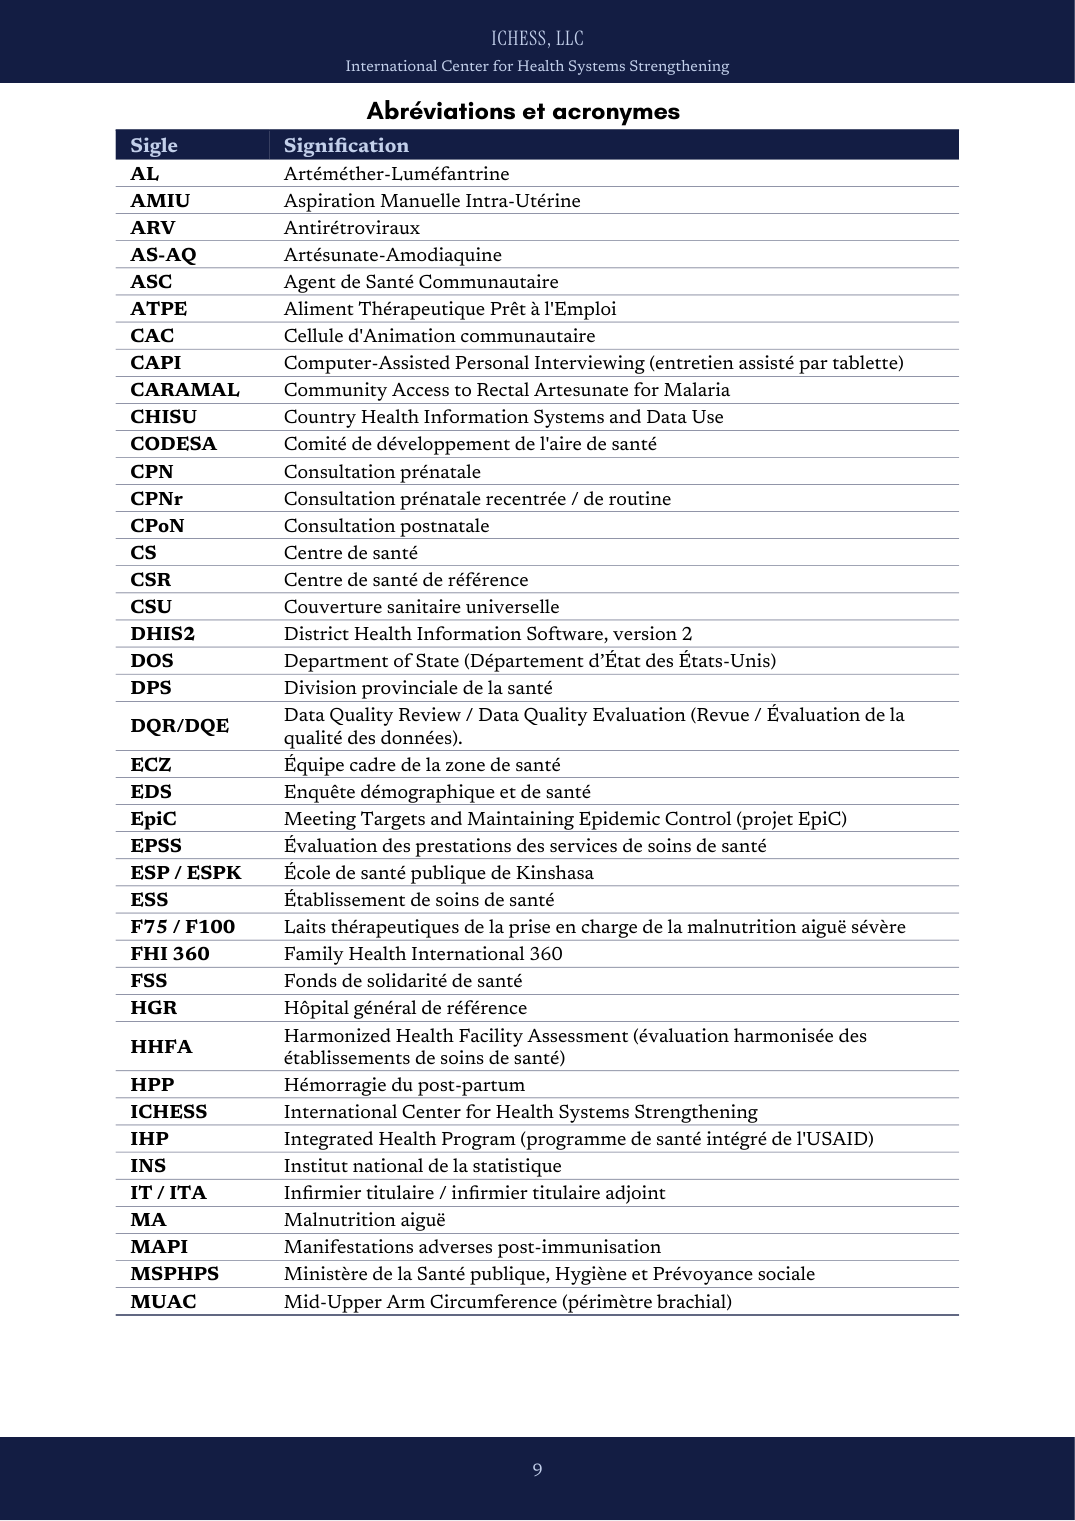 ICHESS, LLC
International Center for Health Systems Strengthening
Abréviations et acronymes
Sigle Signification
AL Artéméther-Luméfantrine
AMIU Aspiration Manuelle Intra-Utérine
ARV Antirétroviraux
AS-AQ Artésunate-Amodiaquine
ASC Agent de Santé Communautaire
ATPE Aliment Thérapeutique Prêt à l'Emploi
CAC Cellule d'Animation communautaire
CAPI Computer-Assisted Personal Interviewing (entretien assisté par tablette)
CARAMAL Community Access to Rectal Artesunate for Malaria
CHISU Country Health Information Systems and Data Use
CODESA Comité de développement de l'aire de santé
CPN Consultation prénatale
CPNr Consultation prénatale recentrée / de routine
CPoN Consultation postnatale
CS Centre de santé
CSR Centre de santé de référence
CSU Couverture sanitaire universelle
DHIS2 District Health Information Software, version 2
DOS Department of State (Département d’État des États-Unis)
DPS Division provinciale de la santé
DQR/DQE Data Quality Review / Data Quality Evaluation (Revue / Évaluation de la
qualité des données).
ECZ Équipe cadre de la zone de santé
EDS Enquête démographique et de santé
EpiC Meeting Targets and Maintaining Epidemic Control (projet EpiC)
EPSS Évaluation des prestations des services de soins de santé
ESP / ESPK École de santé publique de Kinshasa
ESS Établissement de soins de santé
F75 / F100 Laits thérapeutiques de la prise en charge de la malnutrition aiguë sévère
FHI 360 Family Health International 360
FSS Fonds de solidarité de santé
HGR Hôpital général de référence
HHFA Harmonized Health Facility Assessment (évaluation harmonisée des
établissements de soins de santé)
HPP Hémorragie du post-partum
ICHESS International Center for Health Systems Strengthening
IHP Integrated Health Program (programme de santé intégré de l'USAID)
INS Institut national de la statistique
IT / ITA Infirmier titulaire / infirmier titulaire adjoint
MA Malnutrition aiguë
MAPI Manifestations adverses post-immunisation
MSPHPS Ministère de la Santé publique, Hygiène et Prévoyance sociale
MUAC Mid-Upper Arm Circumference (périmètre brachial)
9